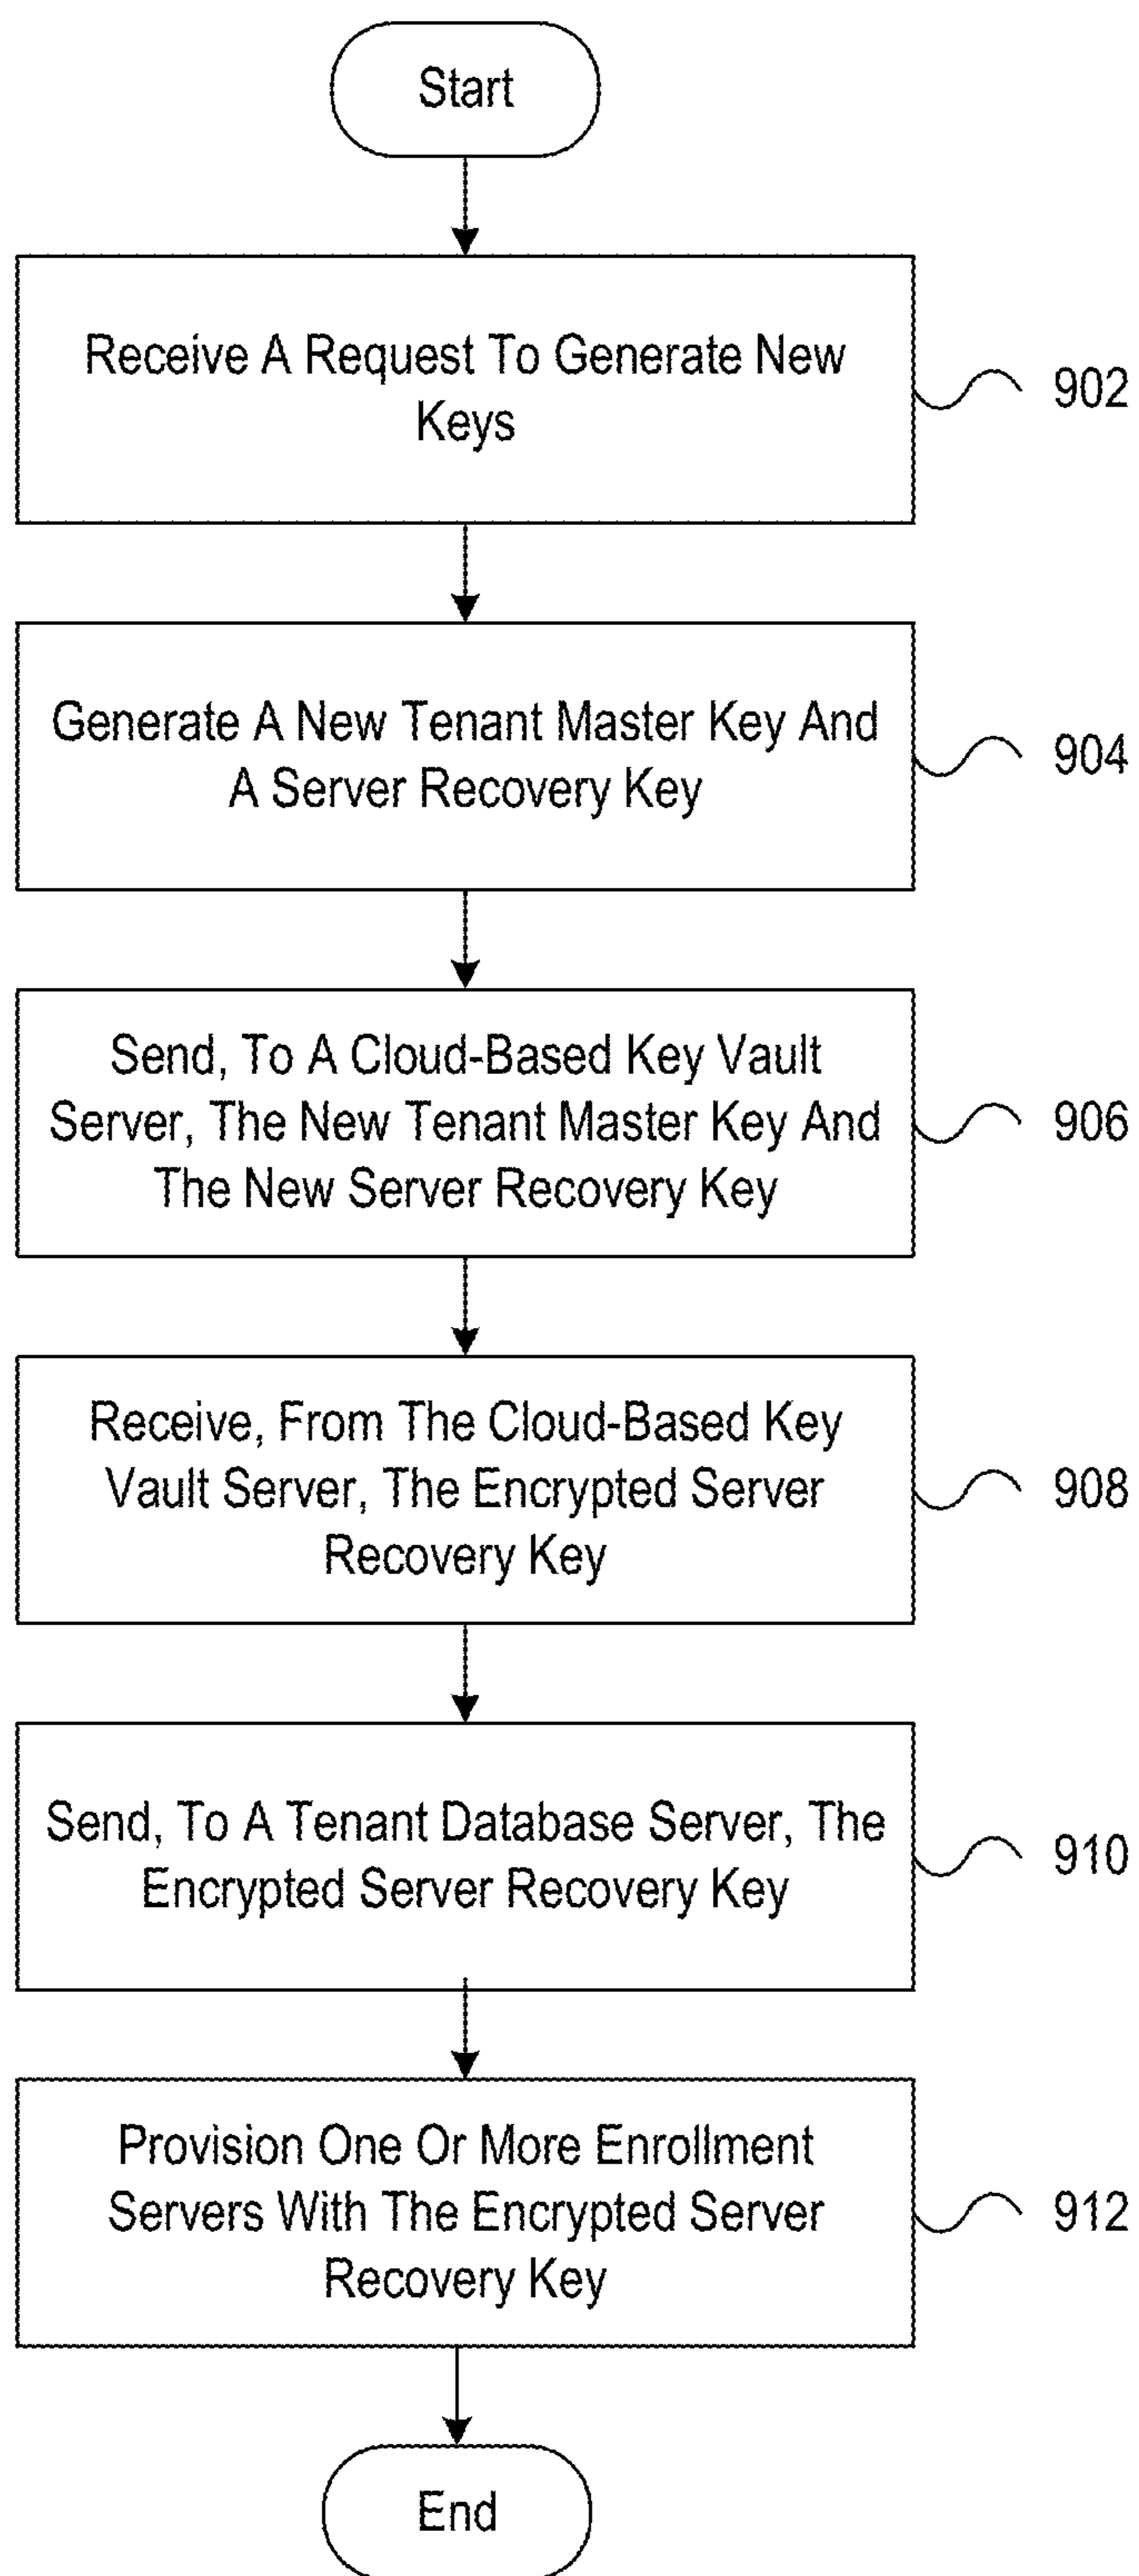 Start
Receive A Request To Generate New
Keys
902
Generate A New Tenant Master Key And
A Server Recovery Key
904
Send, To A Cloud-Based Key Vault
Server, The New Tenant Master Key And
The New Server Recovery Key
906
Receive, From The Cloud-Based Key
Vault Server, The Encrypted Server
Recovery Key
908
Send, To A Tenant Database Server, The
Encrypted Server Recovery Key
910
Provision One Or More Enrollment
Servers With The Encrypted Server
Recovery Key
912
End